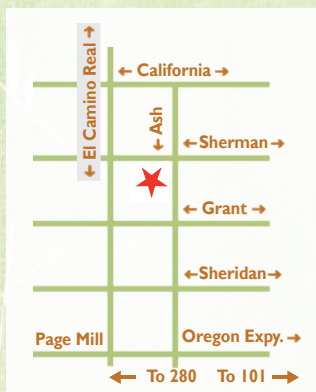 ← El Camino Real →
← California →
← Ash
← Sherman →
← Grant →
← Sheridan →
Page Mill
Oregon Expy. →
← To 280 To 101 →